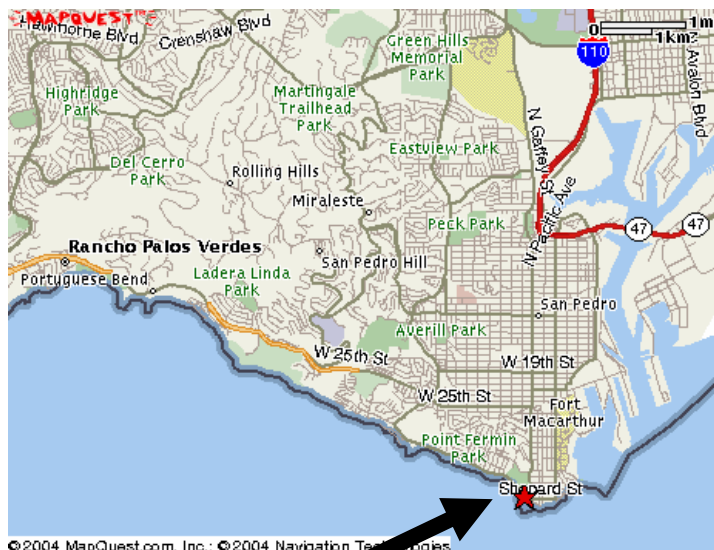 MAPQUEST
Hawthorne Blvd
Crenshaw Blvd
0 1m
1km
110
Green Hills
Memorial
Park
Highridge
Park
Martingale
Trailhead
Park
N Gaffey St
Avalon Blvd
Eastview Park
Del Cerro
Park
Rolling Hills
Miraleste
N Pacific Ave
Peck Park
47
47
Rancho Palos Verdes
San Pedro Hill
Portuguese Bend
Ladera Linda
Park
San Pedro
Averill Park
W 25th St
W 19th St
W 25th St
Fort
Macarthur
Point Fermin
Park
Shepard St
©2004 MapQuest.com, Inc.; ©2004 Navigation Technologies